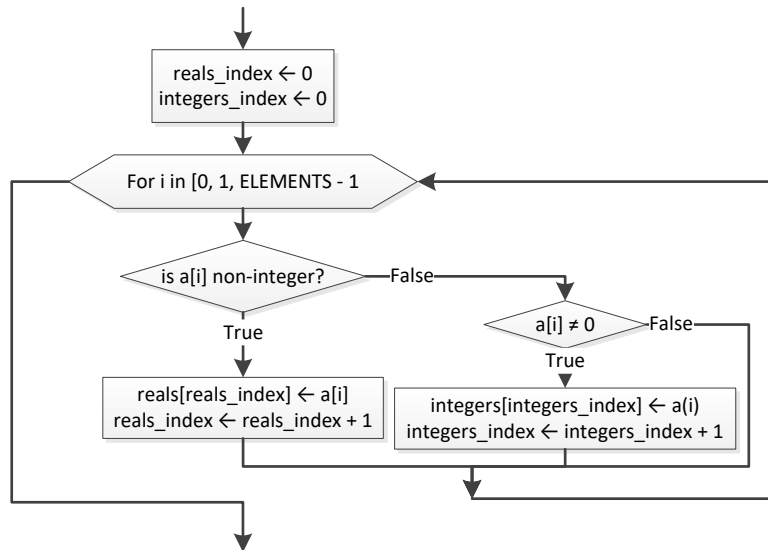 reals_index ← 0
integers_index ← 0
For i in [0, 1, ELEMENTS - 1
is a[i] non-integer?
False
a[i] ≠ 0
False
True
True
reals[reals_index] ← a[i]
reals_index ← reals_index + 1
integers[integers_index] ← a(i)
integers_index ← integers_index + 1